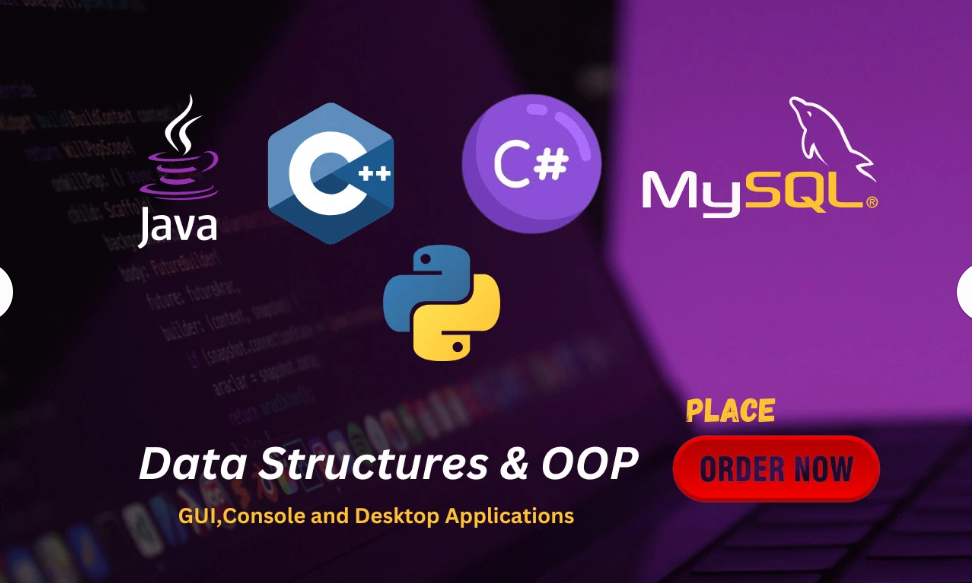 Java
C++
C#
MySQL®
PLACE
Data Structures & OOP
ORDER NOW
GUI,Console and Desktop Applications